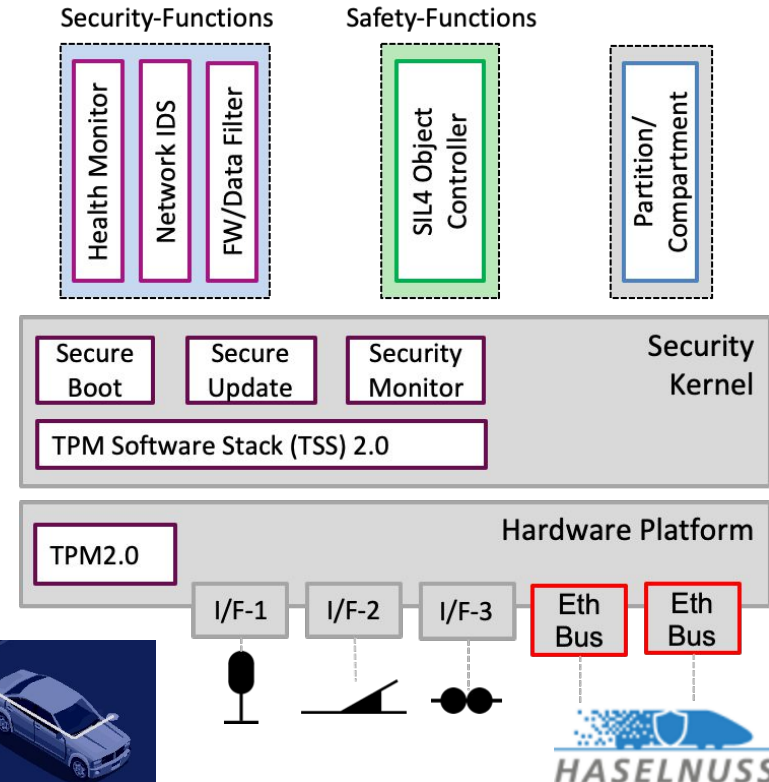 Security-Functions
Safety-Functions
Health Monitor
Network IDS
FW/Data Filter
SIL4 Object
Controller
Partition/
Compartment
Secure
Boot
Secure
Update
Security
Monitor
Security
Kernel
TPM Software Stack (TSS) 2.0
Hardware Platform
TPM2.0
I/F-1
I/F-2
I/F-3
Eth
Bus
Eth
Bus
HASELNUSS